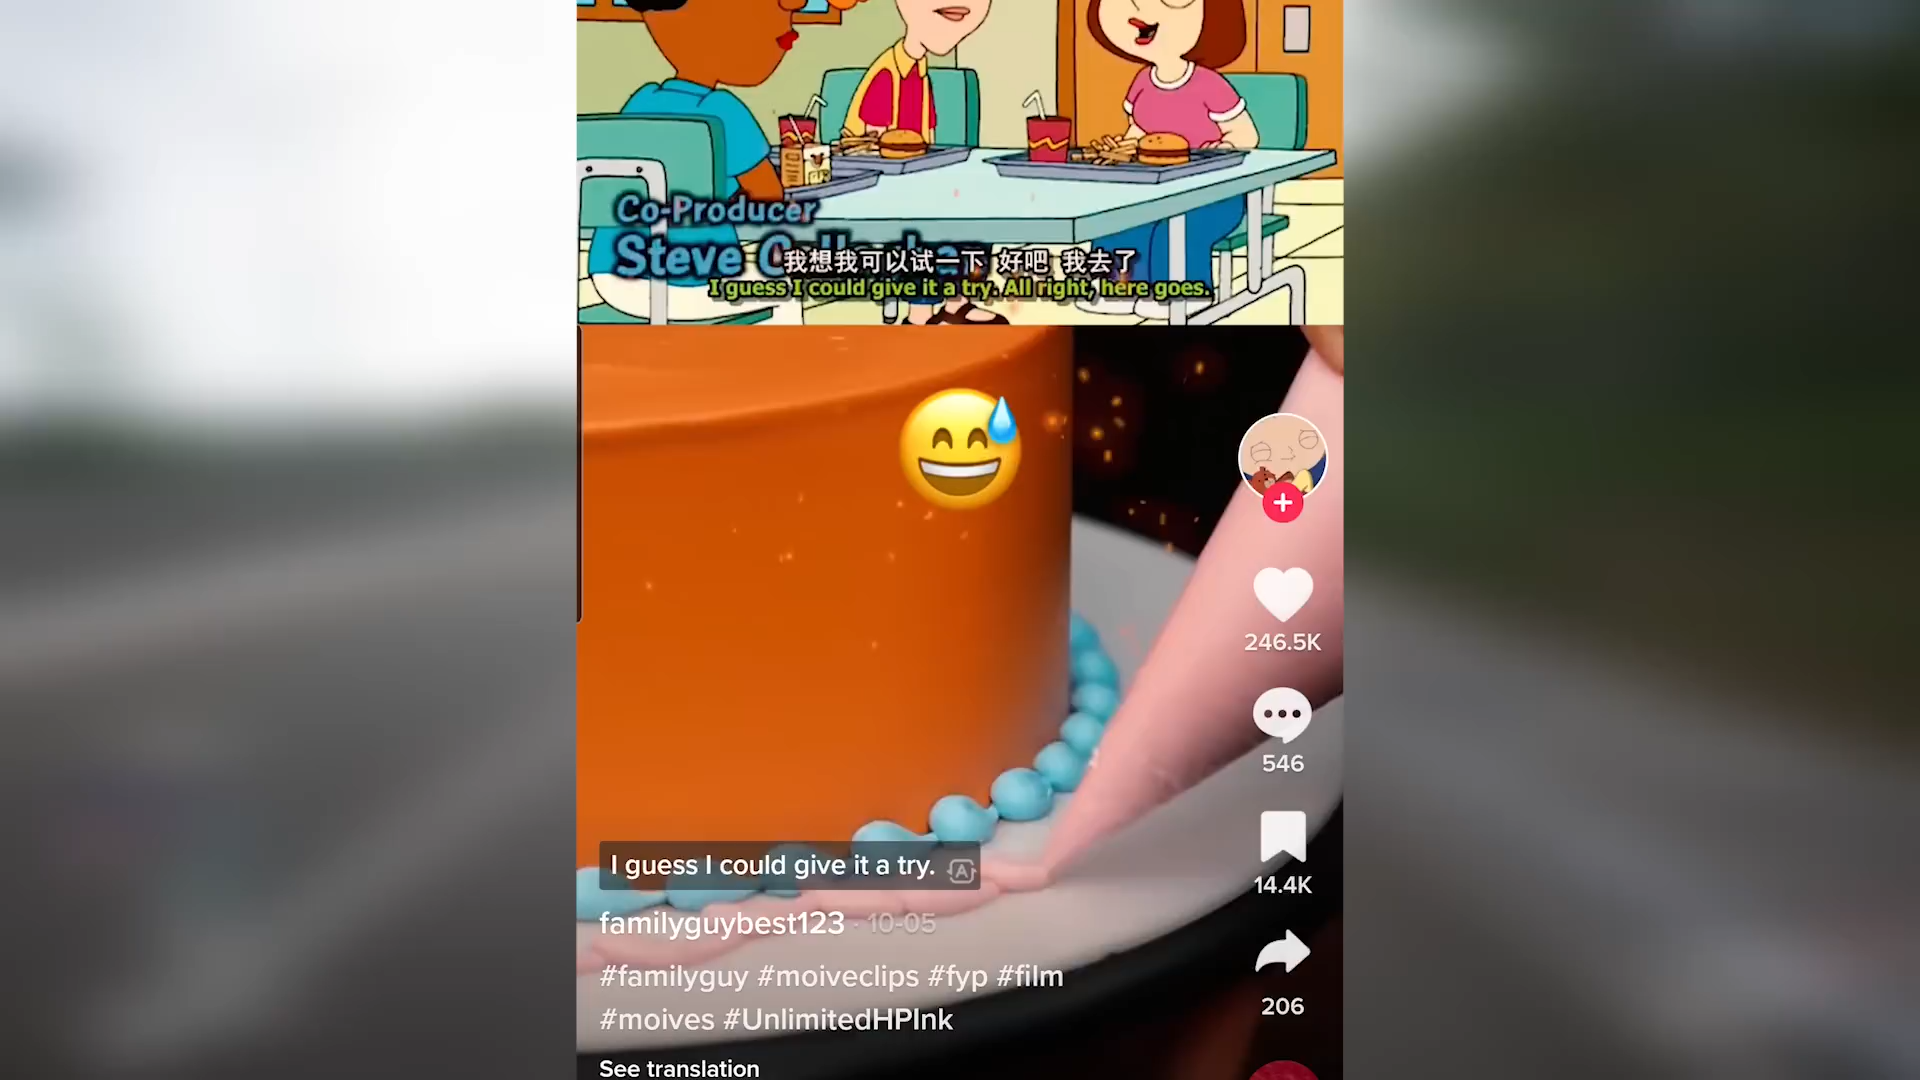 Co-Producer
Steve
我想我可以试一下 好吧 我去了
I guess I could give it a try. All right, here goes.
246.5K
546
14.4K
206
I guess I could give it a try.
A
familyguybest123 · 10-05
#familyguy #moiveclips #fyp #film
#moives #UnlimitedHPInk
See translation